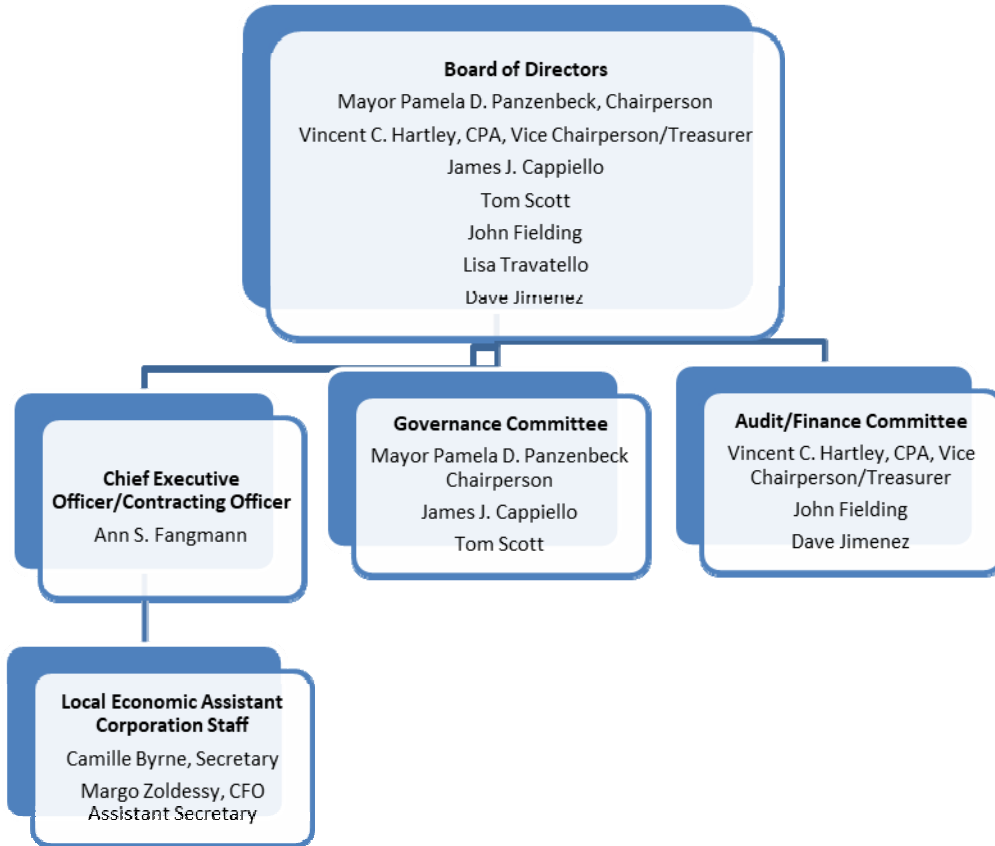 Board of Directors
Mayor Pamela D. Panzenbeck, Chairperson
Vincent C. Hartley, CPA, Vice Chairperson/Treasurer
James J. Cappiello
Tom Scott
John Fielding
Lisa Travatello
Dave Jimenez
Chief Executive
Officer/Contracting Officer
Ann S. Fangmann
Governance Committee
Mayor Pamela D. Panzenbeck
Chairperson
James J. Cappiello
Tom Scott
Audit/Finance Committee
Vincent C. Hartley, CPA, Vice
Chairperson/Treasurer
John Fielding
Dave Jimenez
Local Economic Assistant
Corporation Staff
Camille Byrne, Secretary
Margo Zoldessy, CFO
Assistant Secretary